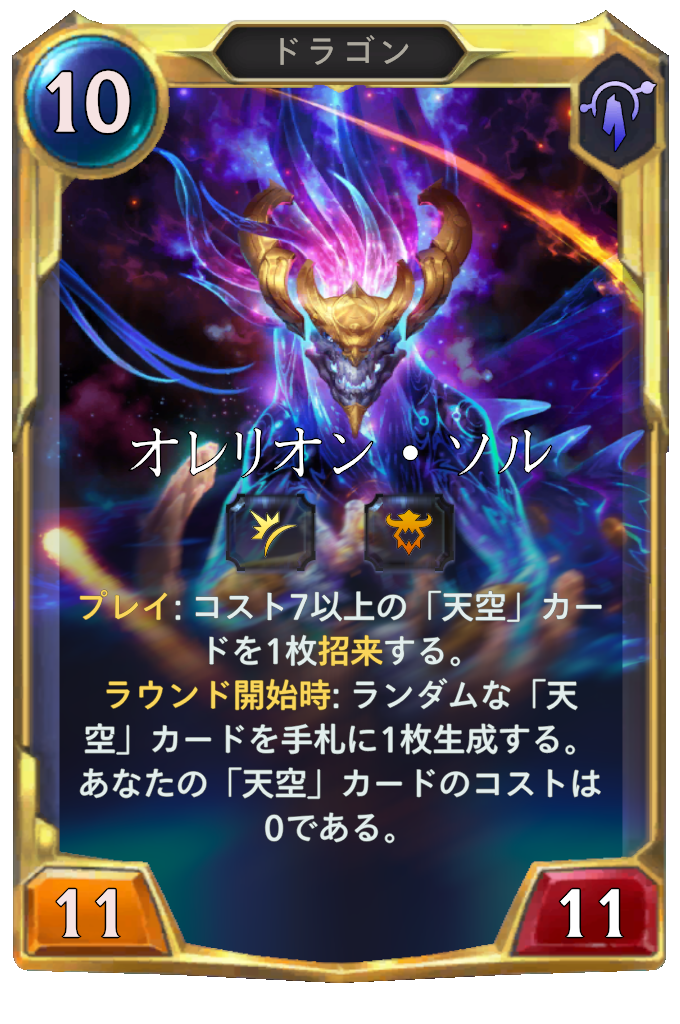 ドラゴン
10
オレリオン・ソル
プレイ: コスト7以上の「天空」カー
ドを1枚招来する。
ラウンド開始時: ランダムな「天
空」カードを手札に1枚生成する。
あなたの「天空」カードのコストは
0である。
11
11